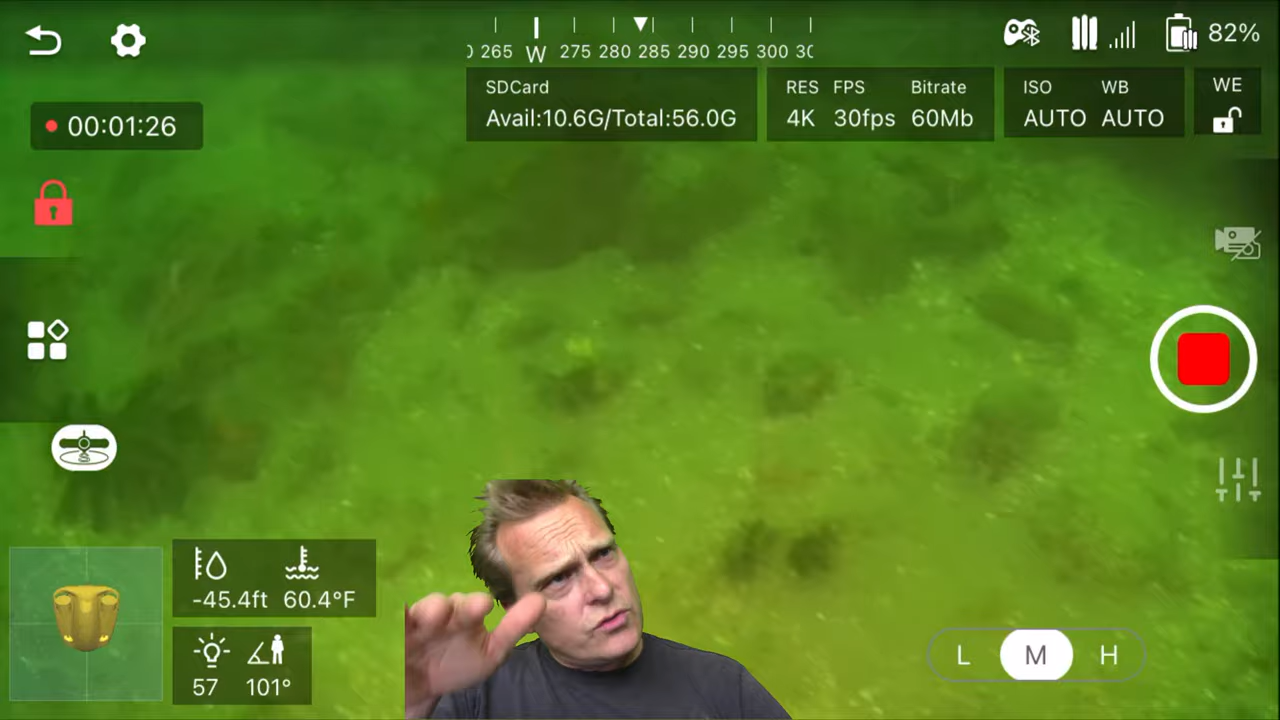 0 265 W 275 280 285 290 295 300 30
82%
SDCard
Avail:10.6G/Total:56.0G
RES FPS Bitrate
4K 30fps 60Mb
ISO WB
AUTO AUTO
WE
00:01:26
-45.4ft 60.4°F
57 101°
L M H